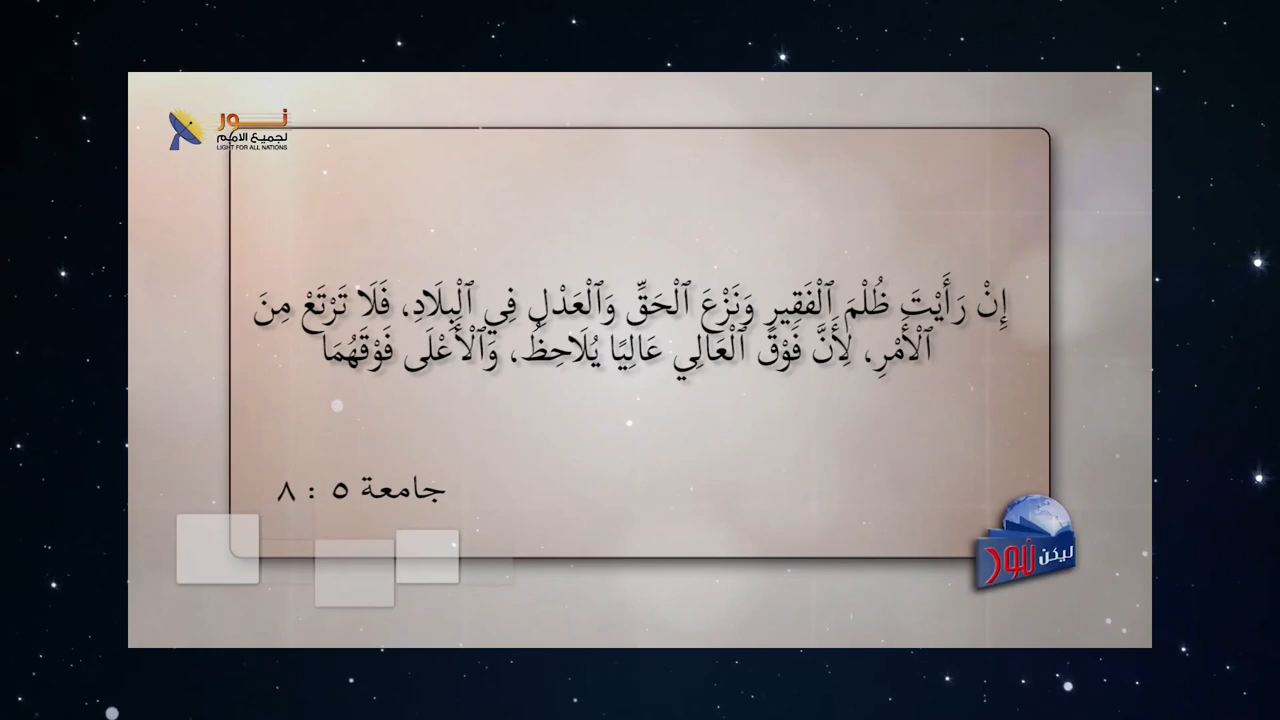 نـــور
لجميع الامم
LIGHT FOR ALL NATIONS
إِنْ رَأَيْتَ ظُلْمَ ٱلْفَقِيرِ وَنَزْعَ ٱلْحَقِّ وَٱلْعَدْلِ فِي ٱلْبِلَادِ، فَلَا تَرْتَعْ مِنَ
ٱلْأَمْرِ، لِأَنَّ فَوْقَ ٱلْعَالِي عَالِيًا يُلَاحِظُ، وَٱلْأَعْلَى فَوْقَهُمَا
جامعة ٥ : ٨
ليكن نور